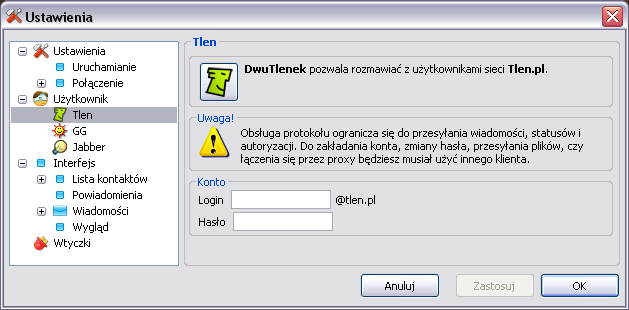 Ustawienia
Ustawienia
Uruchamianie
Połączenie
Użytkownik
Tlen
GG
Jabber
Interfejs
Lista kontaktów
Powiadomienia
Wiadomości
Wygląd
Wtyczki
Tlen
DwuTlenek pozwala rozmawiać z użytkownikami sieci Tlen.pl.
Uwaga!
Obsługa protokołu ogranicza się do przesyłania wiadomości, statusów i
autoryzacji. Do zakładania konta, zmiany hasła, przesyłania plików, czy
łączenia się przez proxy będziesz musiał użyć innego klienta.
Konto
Login @tlen.pl
Hasło
Anuluj Zastosuj OK